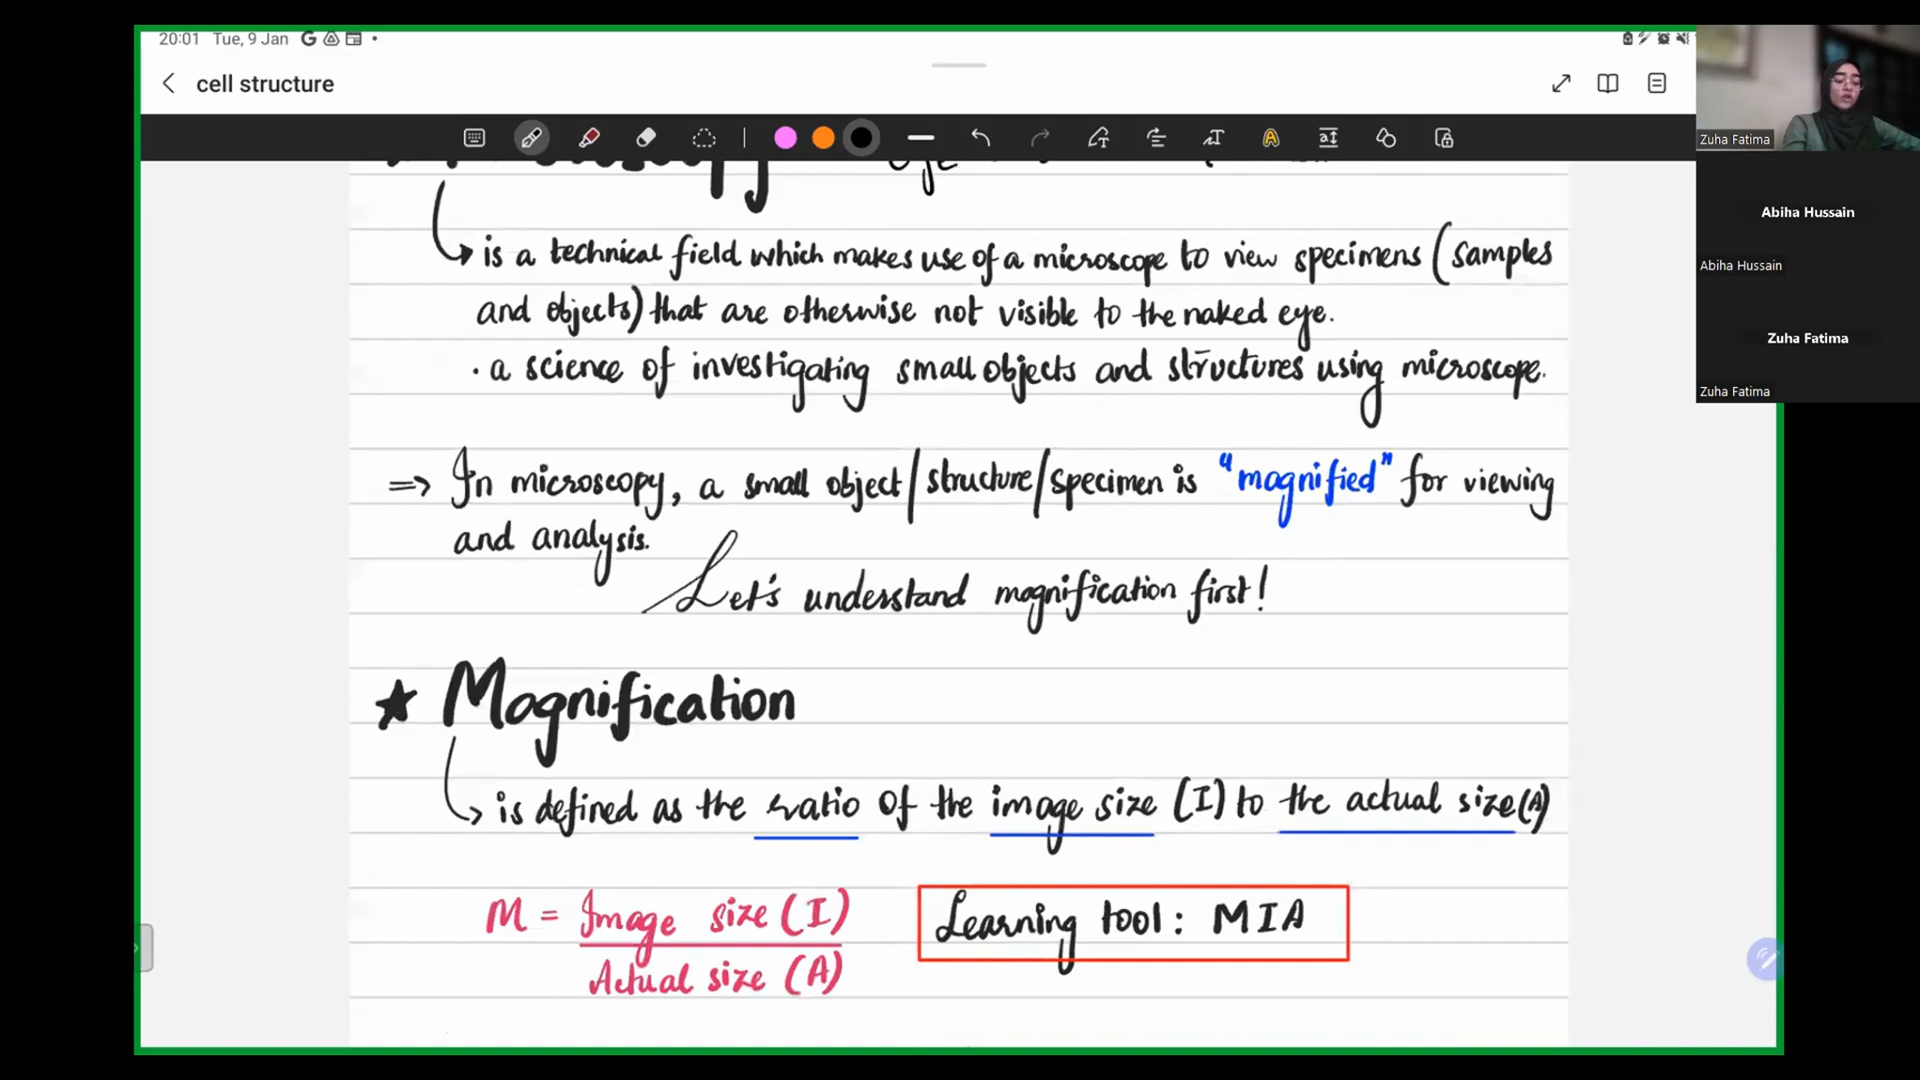 20:01 Tue, 9 Jan
cell structure
Zuha Fatima
Abiha Hussain
Abiha Hussain
Zuha Fatima
Zuha Fatima
is a technical field which makes use of a microscope to view specimens (samples
and objects) that are otherwise not visible to the naked eye.
. a science of investigating small objects and structures using microscope.
=> In microscopy, a small object/structure/specimen is "magnified" for viewing
and analysis.
Let's understand magnification first!
★ Magnification
is defined as the ratio of the image size (I) to the actual size (A)
M = Image size (I)
Actual size (A)
Learning tool: MIA